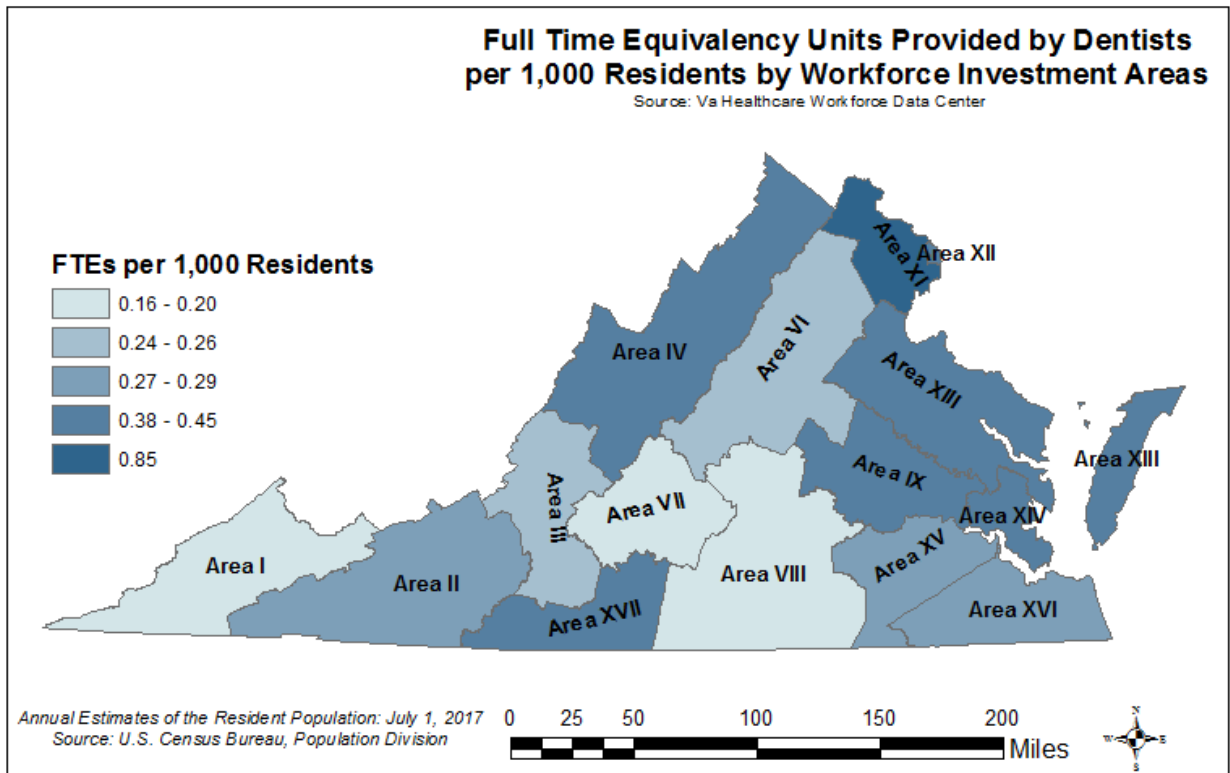 Full Time Equivalency Units Provided by Dentists
per 1,000 Residents by Workforce Investment Areas
Source: Va Healthcare Workforce Data Center
FTEs per 1,000 Residents
0.16 - 0.20
0.24 - 0.26
0.27 - 0.29
0.38 - 0.45
0.85
Area XI
Area XII
Area IV
Area VI
Area XIII
Area XIII
Area III
Area VII
Area IX
Area XIV
Area I
Area II
Area VIII
Area XV
Area XVII
Area XVI
Annual Estimates of the Resident Population: July 1, 2017
Source: U.S. Census Bureau, Population Division
0 25 50 100 150 200
Miles
N
W E
S